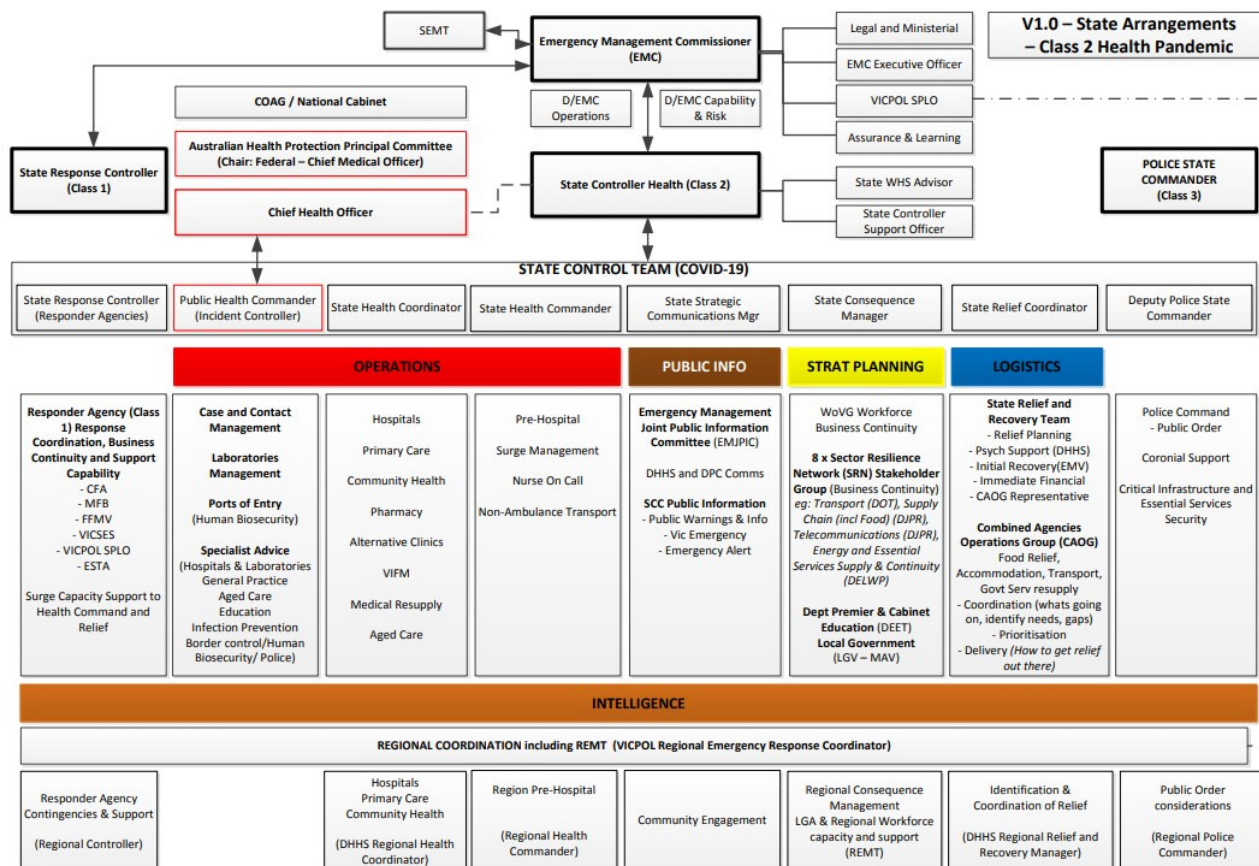 SEMT
Emergency Management Commissioner
(EMC)
Legal and Ministerial
EMC Executive Officer
VICPOL SPLO
Assurance & Learning
V1.0 – State Arrangements
– Class 2 Health Pandemic
COAG / National Cabinet
D/EMC
Operations
D/EMC Capability
& Risk
Australian Health Protection Principal Committee
(Chair: Federal – Chief Medical Officer)
State Response Controller
(Class 1)
Chief Health Officer
State Controller Health (Class 2)
State WHS Advisor
State Controller
Support Officer
POLICE STATE
COMMANDER
(Class 3)
STATE CONTROL TEAM (COVID-19)
State Response Controller
(Responder Agencies)
Public Health Commander
(Incident Controller)
State Health Coordinator
State Health Commander
State Strategic
Communications Mgr
State Consequence
Manager
State Relief Coordinator
Deputy Police State
Commander
OPERATIONS
PUBLIC INFO
STRAT PLANNING
LOGISTICS
Responder Agency (Class
1) Response
Coordination, Business
Continuity and Support
Capability
- CFA
- MFB
- FFMV
- VICSES
- VICPOL SPLO
- ESTA
Surge Capacity Support to
Health Command and
Relief
Case and Contact
Management
Laboratories
Management
Ports of Entry
(Human Biosecurity)
Specialist Advice
(Hospitals & Laboratories
General Practice
Aged Care
Education
Infection Prevention
Border control/Human
Biosecurity/ Police)
Hospitals
Primary Care
Community Health
Pharmacy
Alternative Clinics
VIFM
Medical Resupply
Aged Care
Pre-Hospital
Surge Management
Nurse On Call
Non-Ambulance Transport
Emergency Management
Joint Public Information
Committee (EMJPIC)
DHHS and DPC Comms
SCC Public Information
- Public Warnings & Info
- Vic Emergency
- Emergency Alert
WoVG Workforce
Business Continuity
8 x Sector Resilience
Network (SRN) Stakeholder
Group (Business Continuity)
eg: Transport (DOT), Supply
Chain (incl Food) (DJPR),
Telecommunications (DJPR),
Energy and Essential
Services Supply & Continuity
(DELWP)
Dept Premier & Cabinet
Education (DEET)
Local Government
(LGV – MAV)
State Relief and
Recovery Team
- Relief Planning
- Psych Support (DHHS)
- Initial Recovery(EMV)
- Immediate Financial
- CAOG Representative
Combined Agencies
Operations Group (CAOG)
Food Relief,
Accommodation, Transport,
Govt Serv resupply
- Coordination (whats going
on, identify needs, gaps)
- Prioritisation
- Delivery (How to get relief
out there)
Police Command
- Public Order
Coronial Support
Critical Infrastructure and
Essential Services
Security
INTELLIGENCE
REGIONAL COORDINATION including REMT (VICPOL Regional Emergency Response Coordinator)
Responder Agency
Contingencies & Support
(Regional Controller)
Hospitals
Primary Care
Community Health
(DHHS Regional Health
Coordinator)
Region Pre-Hospital
(Regional Health
Commander)
Community Engagement
Regional Consequence
Management
LGA & Regional Workforce
capacity and support
(REMT)
Identification &
Coordination of Relief
(DHHS Regional Relief and
Recovery Manager)
Public Order
considerations
(Regional Police
Commander)